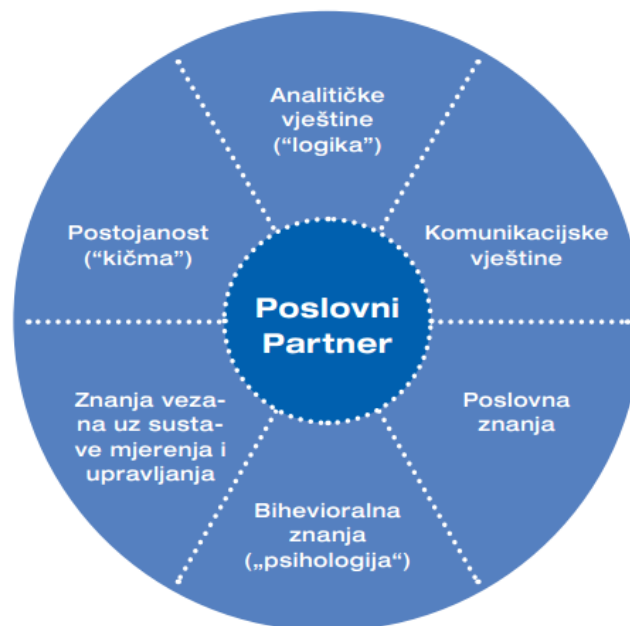 Analitičke
vještine
(“logika”)
Komunikacijske
vještine
Poslovna
znanja
Bihevioralna
znanja
(„psihologija“)
Znanja veza-
na uz susta-
ve mjerenja i
upravljanja
Postojanost
(“kičma”)
Poslovni
Partner